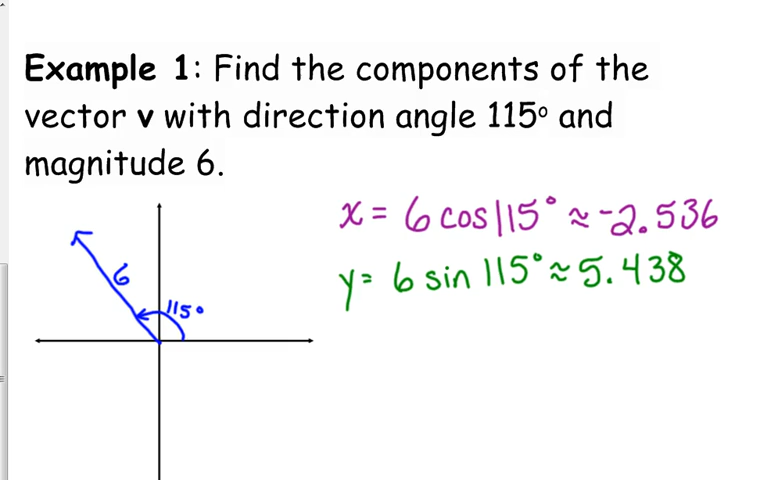 Example 1: Find the components of the
vector v with direction angle 115° and
magnitude 6.
x = 6 cos 115° ≈ -2.536
y = 6 sin 115° ≈ 5.438
6
115°